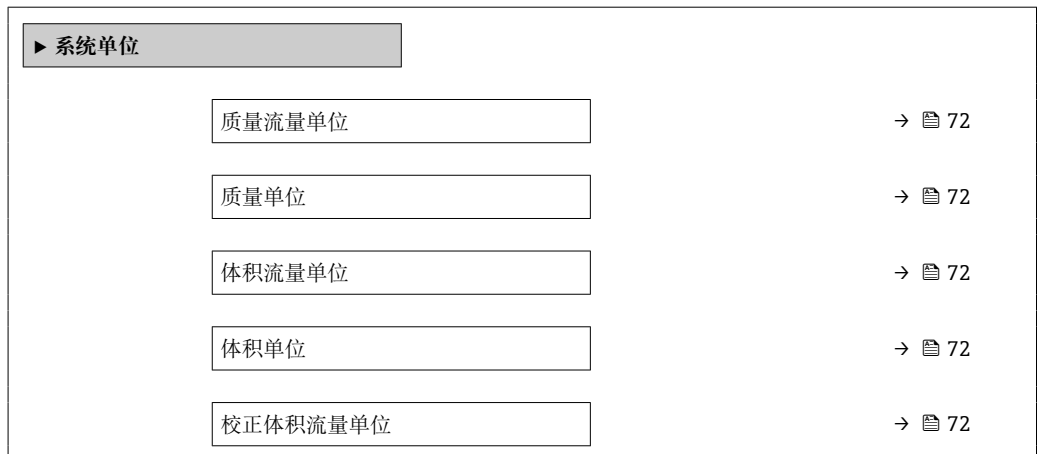 ▶ 系统单位
质量流量单位 → 🖹 72
质量单位 → 🖹 72
体积流量单位 → 🖹 72
体积单位 → 🖹 72
校正体积流量单位 → 🖹 72